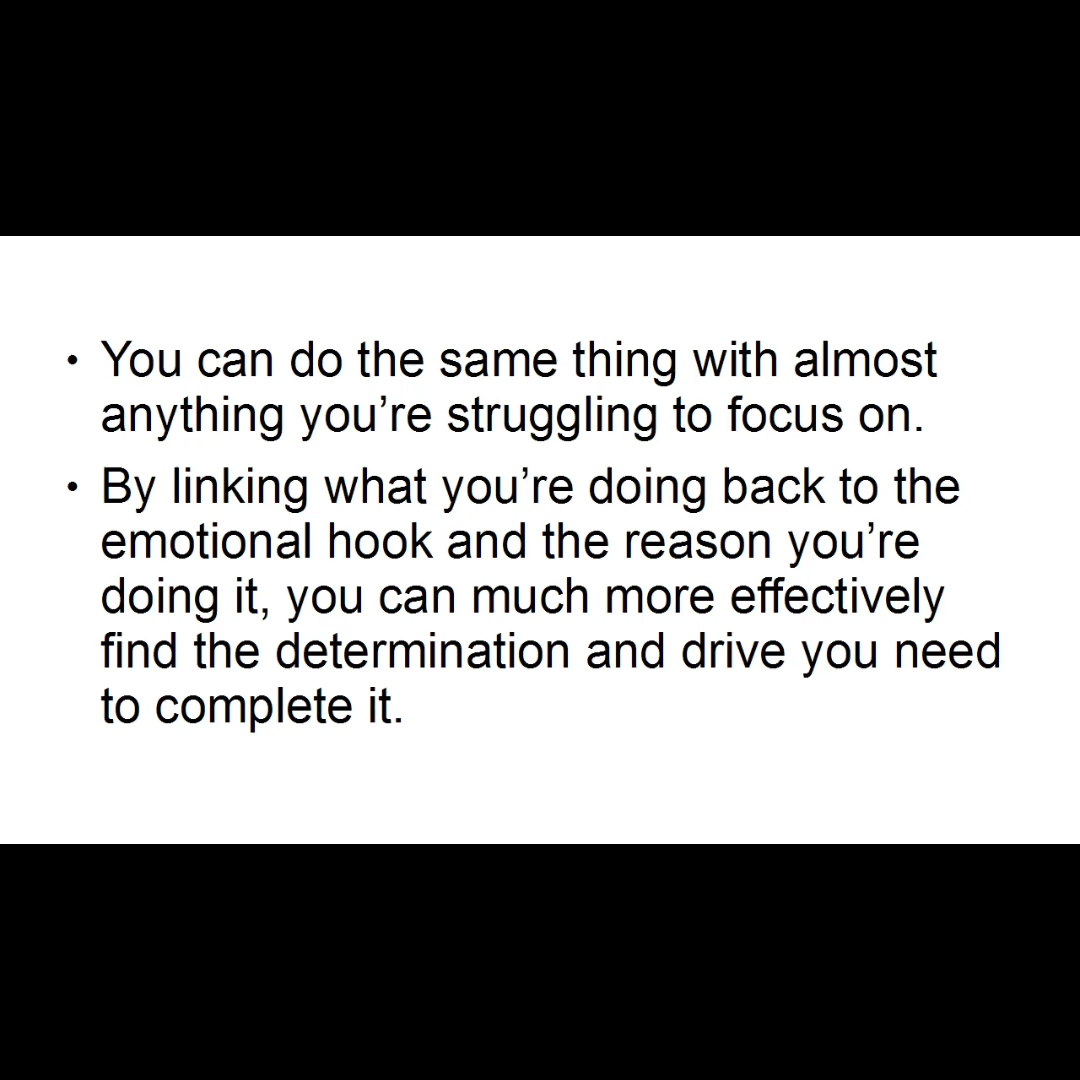 • You can do the same thing with almost
anything you’re struggling to focus on.
• By linking what you’re doing back to the
emotional hook and the reason you’re
doing it, you can much more effectively
find the determination and drive you need
to complete it.